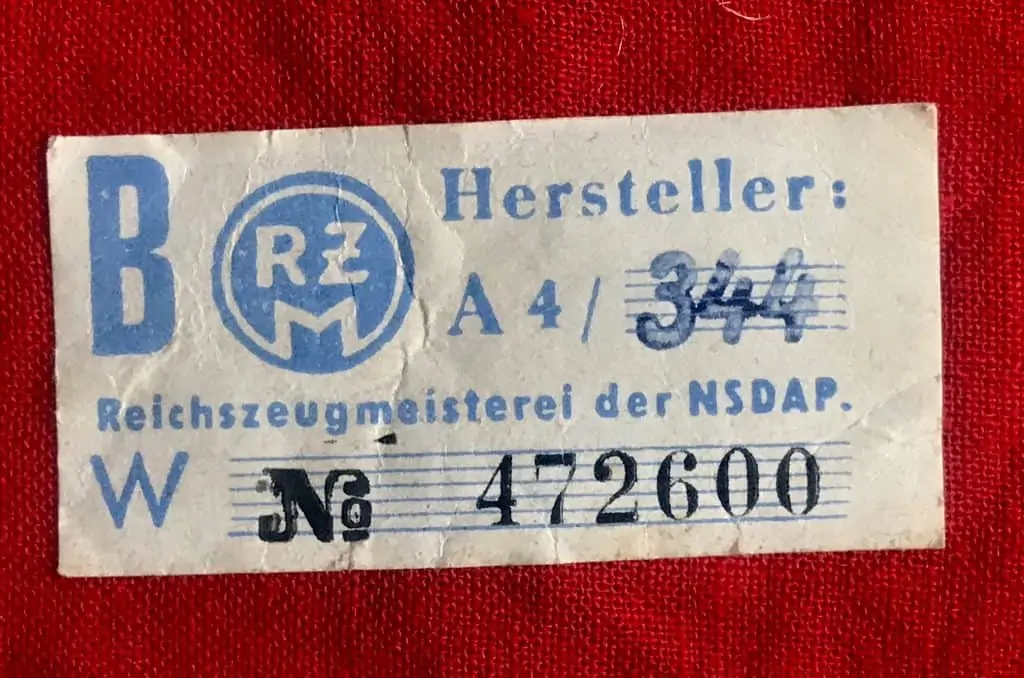 B RZM Hersteller:
A 4/ 344
Reichszeugmeisterei der NSDAP.
W № 472600